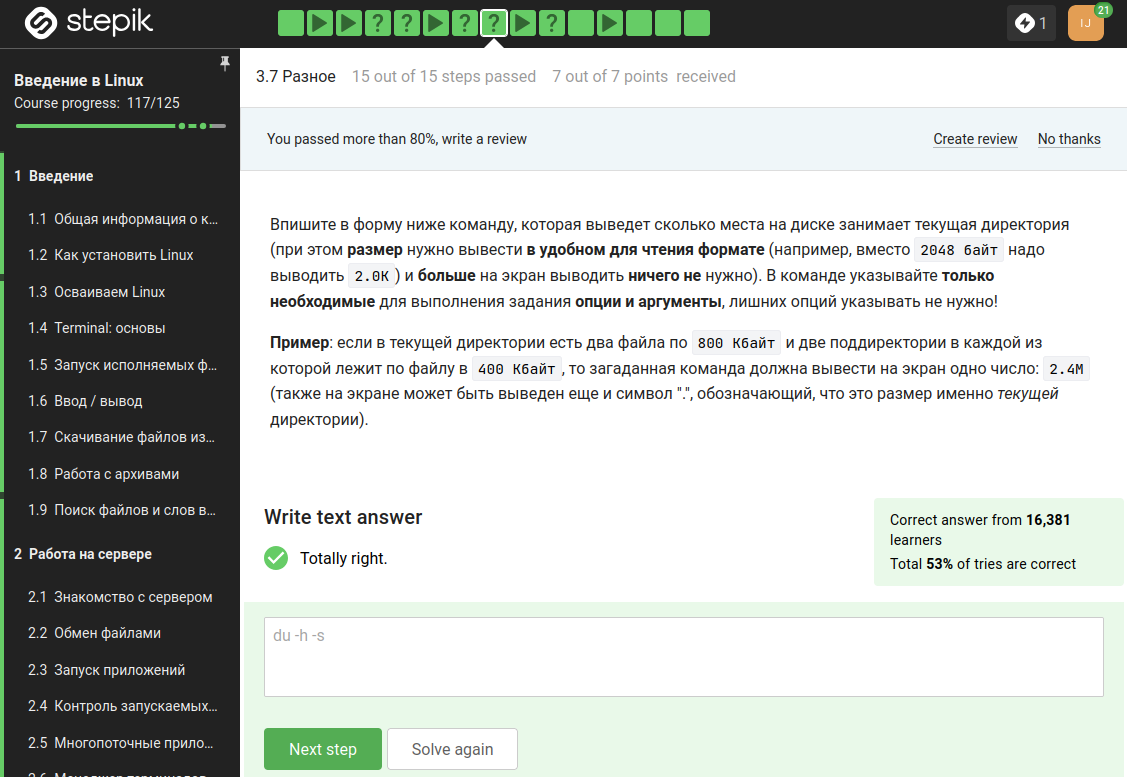 stepik
? ? ? ? ?
1
IJ
21
Введение в Linux
Course progress: 117/125
1 Введение
1.1 Общая информация о к...
1.2 Как установить Linux
1.3 Осваиваем Linux
1.4 Terminal: основы
1.5 Запуск исполняемых ф...
1.6 Ввод / вывод
1.7 Скачивание файлов из...
1.8 Работа с архивами
1.9 Поиск файлов и слов в...
2 Работа на сервере
2.1 Знакомство с сервером
2.2 Обмен файлами
2.3 Запуск приложений
2.4 Контроль запускаемых...
2.5 Многопоточные прило...
3.7 Разное 15 out of 15 steps passed 7 out of 7 points received
You passed more than 80%, write a review
Create review No thanks
Впишите в форму ниже команду, которая выведет сколько места на диске занимает текущая директория
(при этом размер нужно вывести в удобном для чтения формате (например, вместо 2048 байт надо
выводить 2.0K ) и больше на экран выводить ничего не нужно). В команде указывайте только
необходимые для выполнения задания опции и аргументы, лишних опций указывать не нужно!
Пример: если в текущей директории есть два файла по 800 Кбайт и две поддиректории в каждой из
которой лежит по файлу в 400 Кбайт , то загаданная команда должна вывести на экран одно число: 2.4M
(также на экране может быть выведен еще и символ ".", обозначающий, что это размер именно текущей
директории).
Write text answer
Totally right.
Correct answer from 16,381
learners
Total 53% of tries are correct
du -h -s
Next step
Solve again